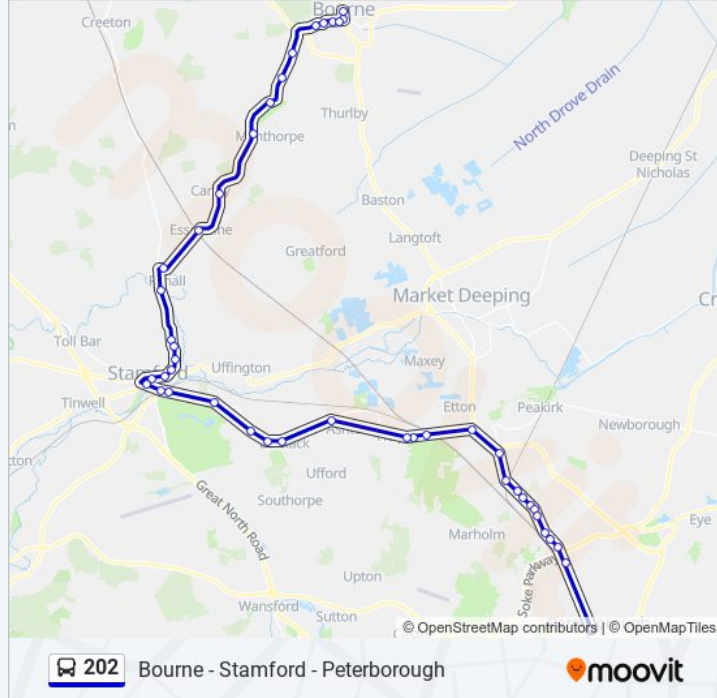 Bourne
Creeton
Thurlby
North Drove Drain
Deeping St
Nicholas
Baston
Langtoft
Greatford
Market Deeping
Toll Bar
Uffington
Maxey
Tinwell
Etton
Peakirk
Newborough
Ufford
Southorpe
Great North Road
Marholm
Eye
Upton
Soke Parkway
Wansford
Sutton
© OpenStreetMap contributors | © OpenMapTiles
202 Bourne - Stamford - Peterborough moovit